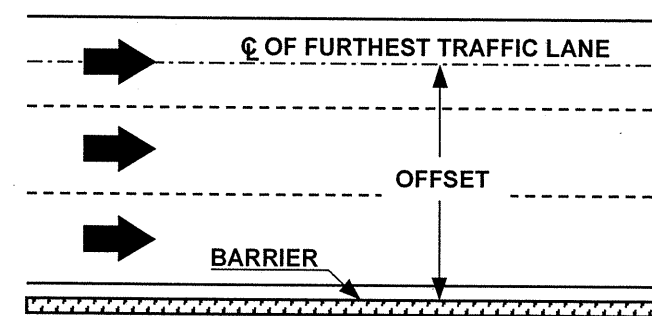 ℄ OF FURTHEST TRAFFIC LANE
OFFSET
BARRIER